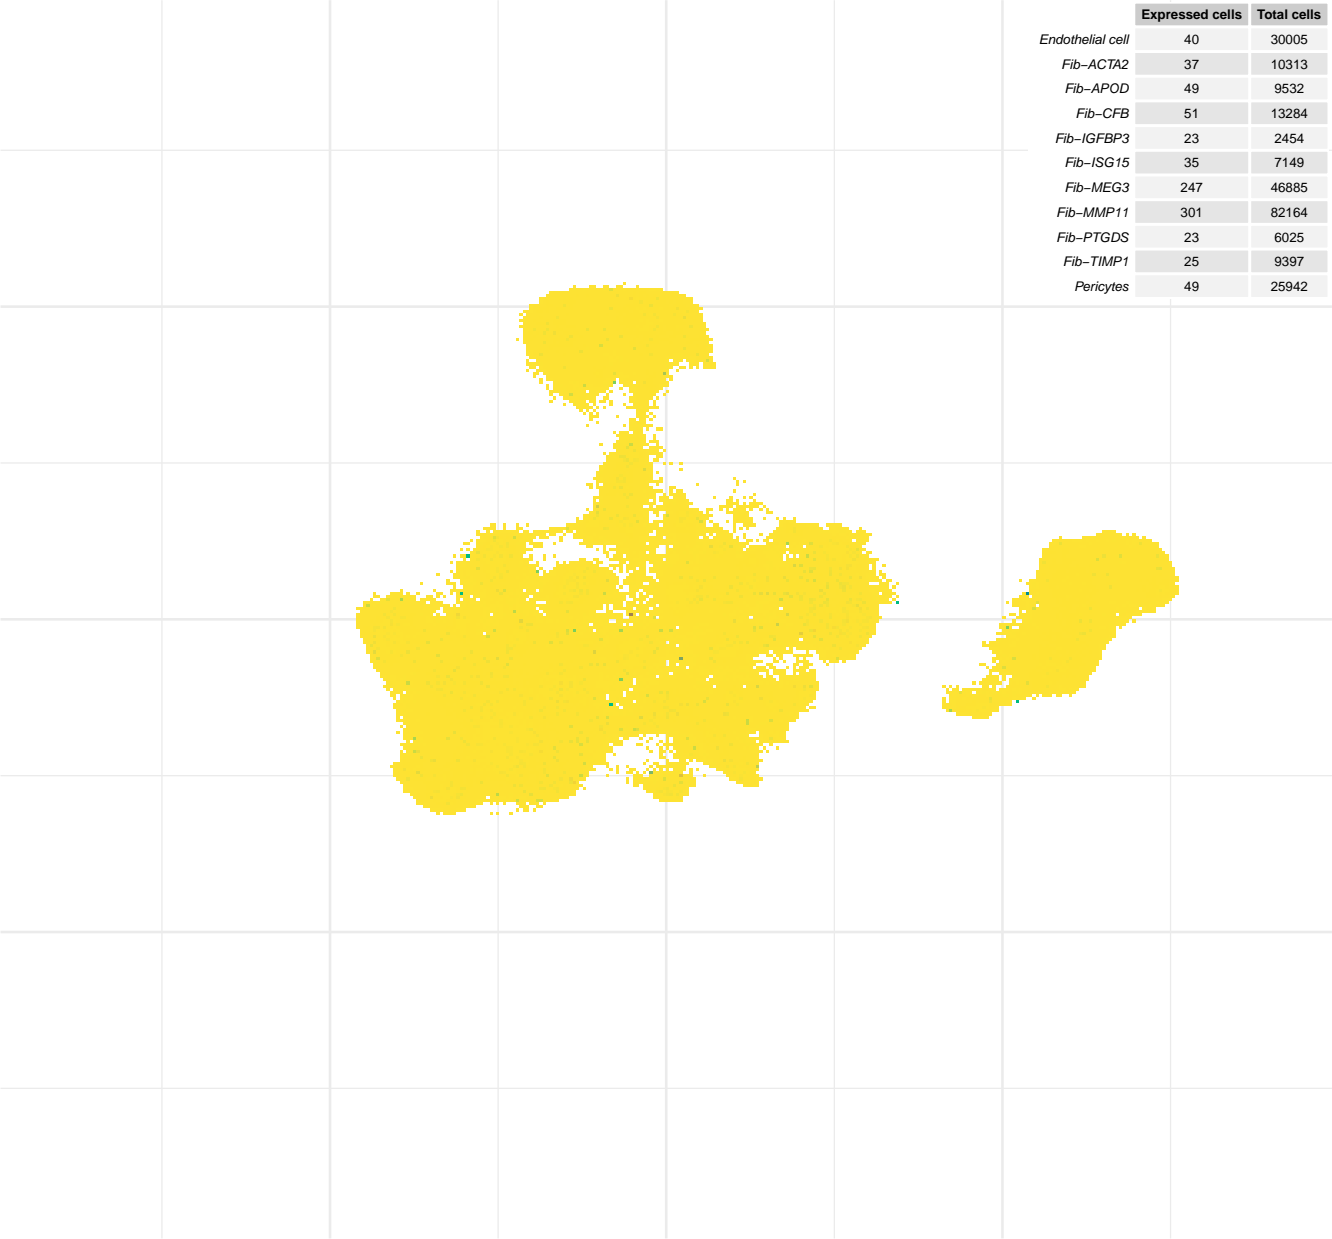 Expressed cells Total cells
Endothelial cell 40 30005
Fib−ACTA2 37 10313
Fib−APOD 49 9532
Fib−CFB 51 13284
Fib−IGFBP3 23 2454
Fib−ISG15 35 7149
Fib−MEG3 247 46885
Fib−MMP11 301 82164
Fib−PTGDS 23 6025
Fib−TIMP1 25 9397
Pericytes 49 25942